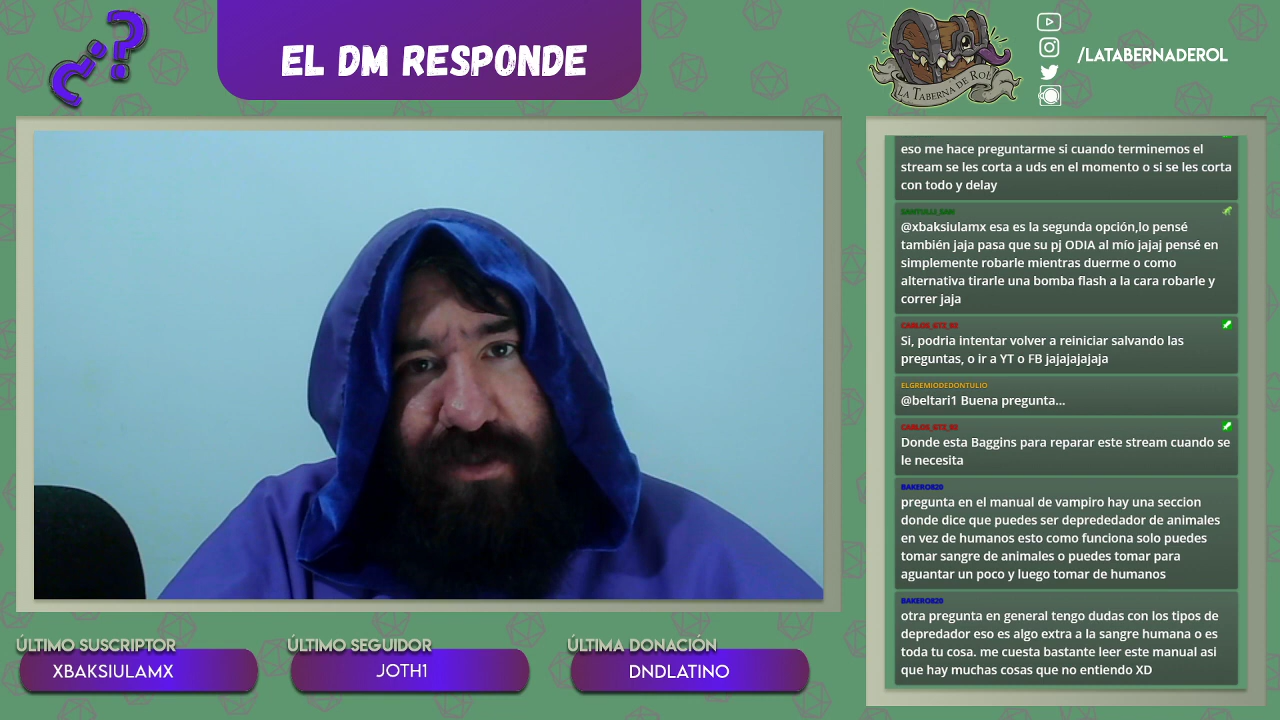 ¿?
EL DM RESPONDE
LA TABERNA DE ROL
/LATABERNADEROL
eso me hace preguntarme si cuando terminemos el
stream se les corta a uds en el momento o si se les corta
con todo y delay
SANTULLI_SAN
@xbaksiulamx esa es la segunda opción,lo pensé
también jaja pasa que su pj ODIA al mío jajaj pensé en
simplemente robarle mientras duerme o como
alternativa tirarle una bomba flash a la cara robarle y
correr jaja
CARLOS_GTZ_92
Si, podria intentar volver a reiniciar salvando las
preguntas, o ir a YT o FB jajajajajaja
ELGREMIODEDONTULIO
@beltari1 Buena pregunta...
CARLOS_GTZ_92
Donde esta Baggins para reparar este stream cuando se
le necesita
BAKERO820
pregunta en el manual de vampiro hay una seccion
donde dice que puedes ser deprededador de animales
en vez de humanos esto como funciona solo puedes
tomar sangre de animales o puedes tomar para
aguantar un poco y luego tomar de humanos
BAKERO820
otra pregunta en general tengo dudas con los tipos de
depredador eso es algo extra a la sangre humana o es
toda tu cosa. me cuesta bastante leer este manual asi
que hay muchas cosas que no entiendo XD
ÚLTIMO SUSCRIPTOR
XBAKSIULAMX
ÚLTIMO SEGUIDOR
JOTH1
ÚLTIMA DONACIÓN
DNDLATINO